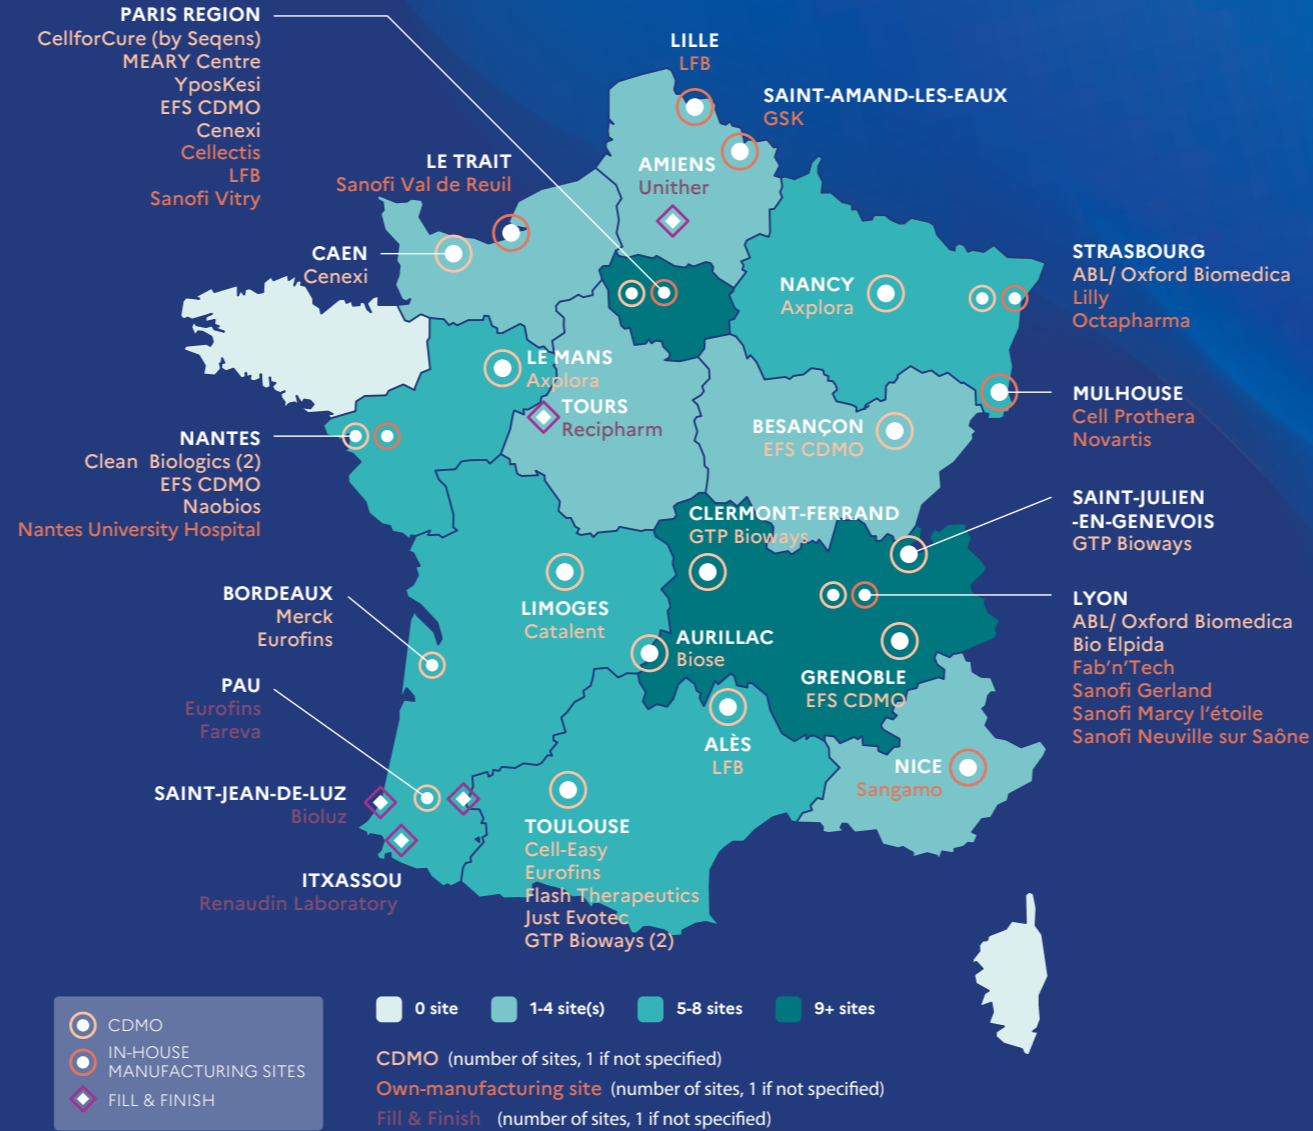 PARIS REGION
CellforCure (by Seqens)
MEARY Centre
YposKesi
EFS CDMO
Cenexi
Cellectis
LFB
Sanofi Vitry
LILLE
LFB
SAINT-AMAND-LES-EAUX
GSK
AMIENS
Unither
LE TRAIT
Sanofi Val de Reuil
CAEN
Cenexi
STRASBOURG
ABL/ Oxford Biomedica
Lilly
Octapharma
NANCY
Axplora
LE MANS
Axplora
TOURS
Recipharm
MULHOUSE
Cell Prothera
Novartis
BESANÇON
EFS CDMO
NANTES
Clean Biologics (2)
EFS CDMO
Naobios
Nantes University Hospital
SAINT-JULIEN
-EN-GENEVOIS
GTP Bioways
CLERMONT-FERRAND
GTP Bioways
BORDEAUX
Merck
Eurofins
LIMOGES
Catalent
AURILLAC
Biose
LYON
ABL/ Oxford Biomedica
Bio Elpida
Fab'n'Tech
Sanofi Gerland
Sanofi Marcy l'étoile
Sanofi Neuville sur Saône
GRENOBLE
EFS CDMO
PAU
Eurofins
Fareva
ALÈS
LFB
NICE
Sangamo
SAINT-JEAN-DE-LUZ
Bioluz
TOULOUSE
Cell-Easy
Eurofins
Flash Therapeutics
Just Evotec
GTP Bioways (2)
ITXASSOU
Renaudin Laboratory
CDMO
IN-HOUSE
MANUFACTURING SITES
FILL & FINISH
0 site
1-4 site(s)
5-8 sites
9+ sites
CDMO (number of sites, 1 if not specified)
Own-manufacturing site (number of sites, 1 if not specified)
Fill & Finish (number of sites, 1 if not specified)